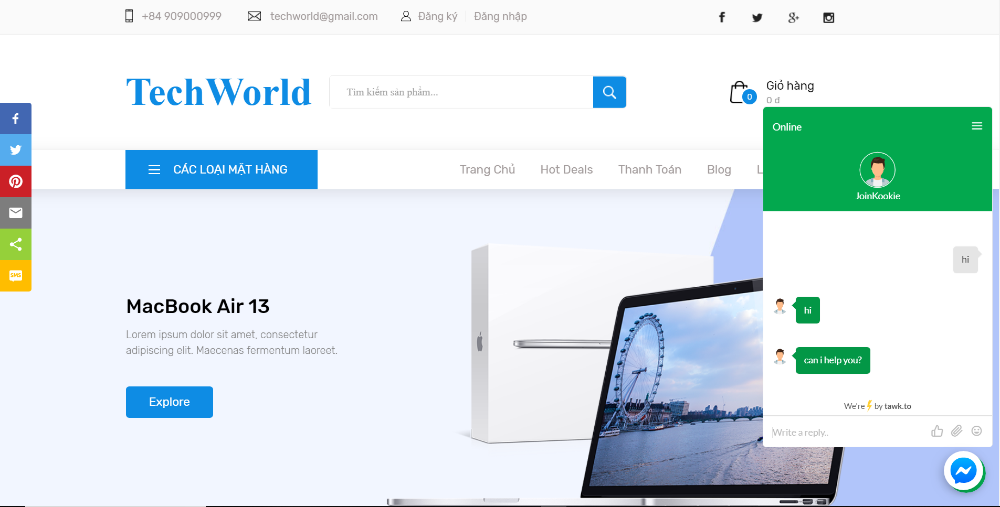 +84 909000999
techworld@gmail.com
Đăng ký
Đăng nhập
TechWorld
Tìm kiếm sản phẩm...
0
Giỏ hàng
0 đ
CÁC LOẠI MẶT HÀNG
Trang Chủ
Hot Deals
Thanh Toán
Blog
L
SMS
MacBook Air 13
Lorem ipsum dolor sit amet, consectetur
adipiscing elit. Maecenas fermentum laoreet.
Explore
Online
JoinKookie
hi
hi
can i help you?
We're by tawk.to
Write a reply..